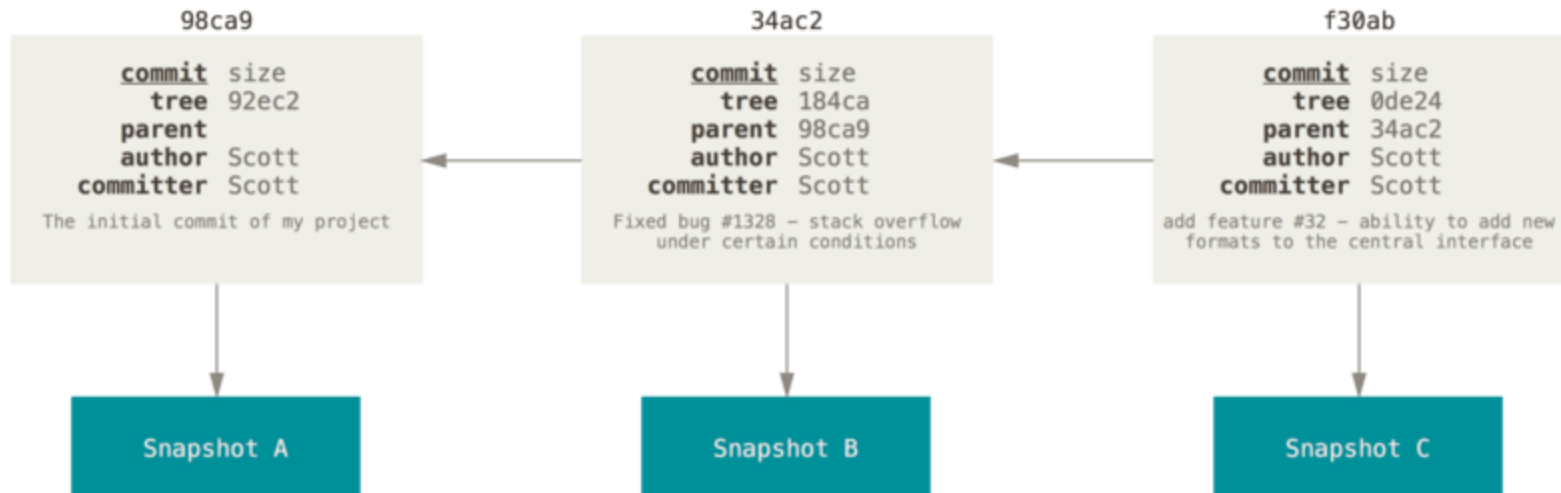 98ca9
commit size
tree 92ec2
parent
author Scott
committer Scott
The initial commit of my project
Snapshot A
34ac2
commit size
tree 184ca
parent 98ca9
author Scott
committer Scott
Fixed bug #1328 – stack overflow
under certain conditions
Snapshot B
f30ab
commit size
tree 0de24
parent 34ac2
author Scott
committer Scott
add feature #32 – ability to add new
formats to the central interface
Snapshot C